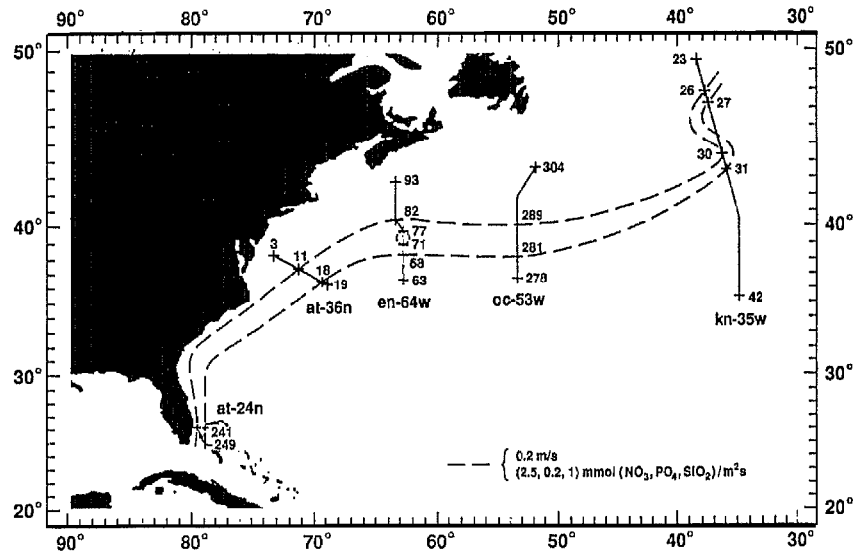 90° 80° 70° 60° 50° 40° 30°
50° 50°
23
26
27
30
31
304
93
40° 82 289 40°
77
71
3 11 281
18 68
19 63 278
at-36n en-64w oc-53w 42
kn-35w
30° 30°
at-24n
241
249
0.2 m/s
(2.5, 0.2, 1) mmol (NO₃, PO₄, SIO₂)/m²s
20° 20°
90° 80° 70° 60° 50° 40° 30°